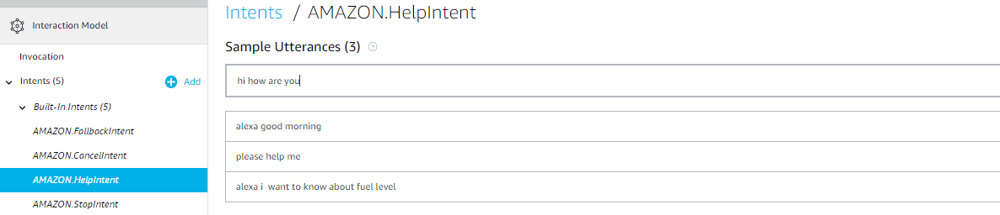 Intents / AMAZON.HelpIntent
Interaction Model
Sample Utterances (3) ?
Invocation
hi how are you
Intents (5) Add
Built-In Intents (5)
alexa good morning
AMAZON.FallbackIntent
please help me
AMAZON.CancelIntent
AMAZON.HelpIntent
alexa i  want to know about fuel level
AMAZON.StopIntent